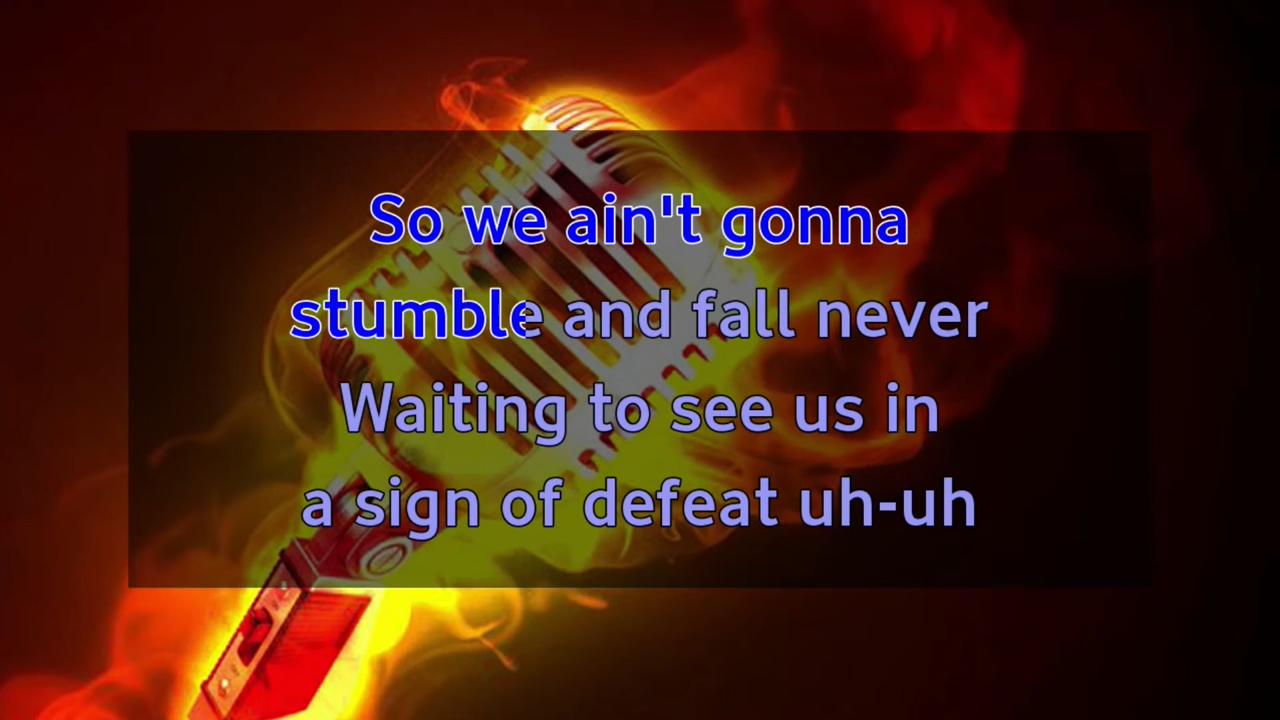 So we ain't gonna
stumble and fall never
Waiting to see us in
a sign of defeat uh-uh